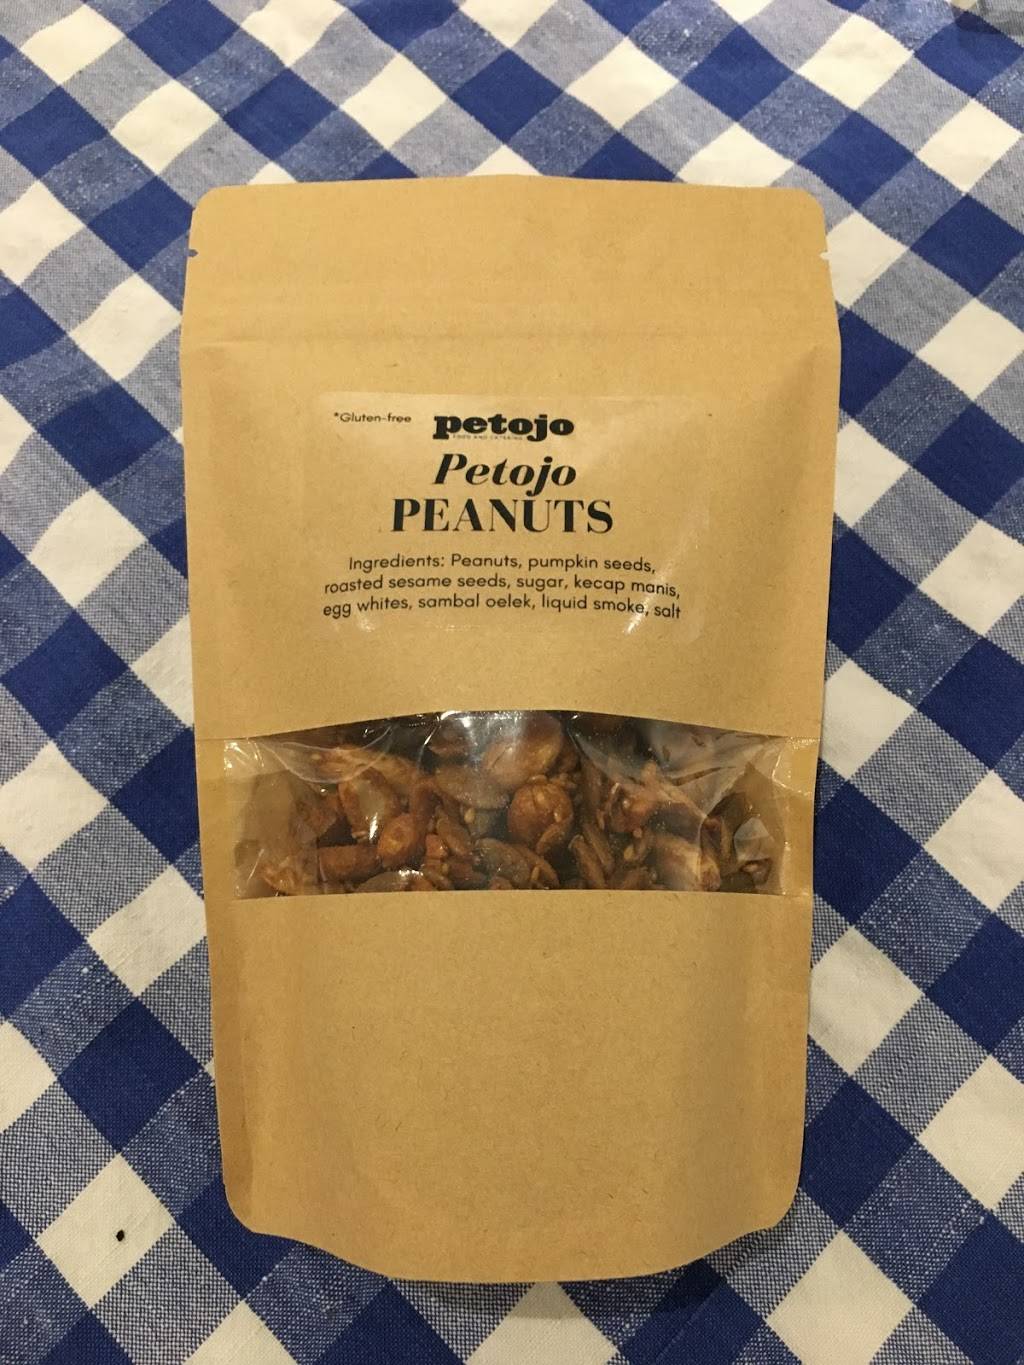 *Gluten-free
petojo
FOOD AND CATERING
Petojo
PEANUTS
Ingredients: Peanuts, pumpkin seeds,
roasted sesame seeds, sugar, kecap manis,
egg whites, sambal oelek, liquid smoke, salt